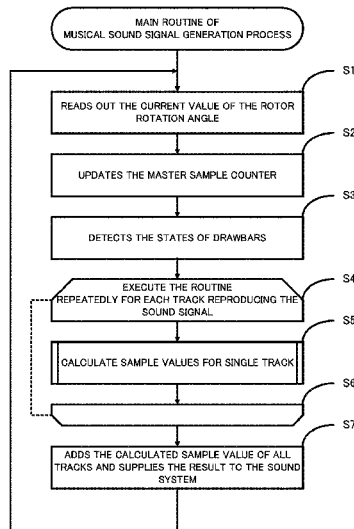 MAIN ROUTINE OF
MUSICAL SOUND SIGNAL GENERATION PROCESS
S1
READS OUT THE CURRENT VALUE OF THE ROTOR
ROTATION ANGLE
S2
UPDATES THE MASTER SAMPLE COUNTER
S3
DETECTS THE STATES OF DRAWBARS
S4
EXECUTE THE ROUTINE
REPEATEDLY FOR EACH TRACK REPRODUCING THE
SOUND SIGNAL
S5
CALCULATE SAMPLE VALUES FOR SINGLE TRACK
S6
S7
ADDS THE CALCULATED SAMPLE VALUE OF ALL
TRACKS AND SUPPLIES THE RESULT TO THE SOUND
SYSTEM